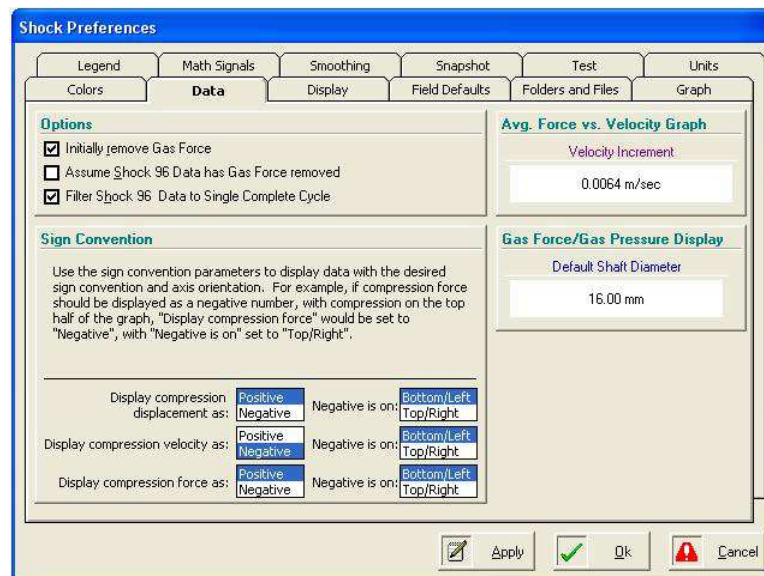 Shock Preferences
Legend
Math Signals
Smoothing
Snapshot
Test
Units
Colors
Data
Display
Field Defaults
Folders and Files
Graph
Options
Initially remove Gas Force
Assume Shock 96 Data has Gas Force removed
Filter Shock 96 Data to Single Complete Cycle
Avg. Force vs. Velocity Graph
Velocity Increment
0.0064 m/sec
Sign Convention
Use the sign convention parameters to display data with the desired
sign convention and axis orientation. For example, if compression force
should be displayed as a negative number, with compression on the top
half of the graph, "Display compression force" would be set to
"Negative", with "Negative is on" set to "Top/Right".
Gas Force/Gas Pressure Display
Default Shaft Diameter
16.00 mm
Display compression
displacement as:
Positive
Negative
Negative is on:
Bottom/Left
Top/Right
Display compression velocity as:
Positive
Negative
Negative is on:
Bottom/Left
Top/Right
Display compression force as:
Positive
Negative
Negative is on:
Bottom/Left
Top/Right
Apply
Ok
Cancel